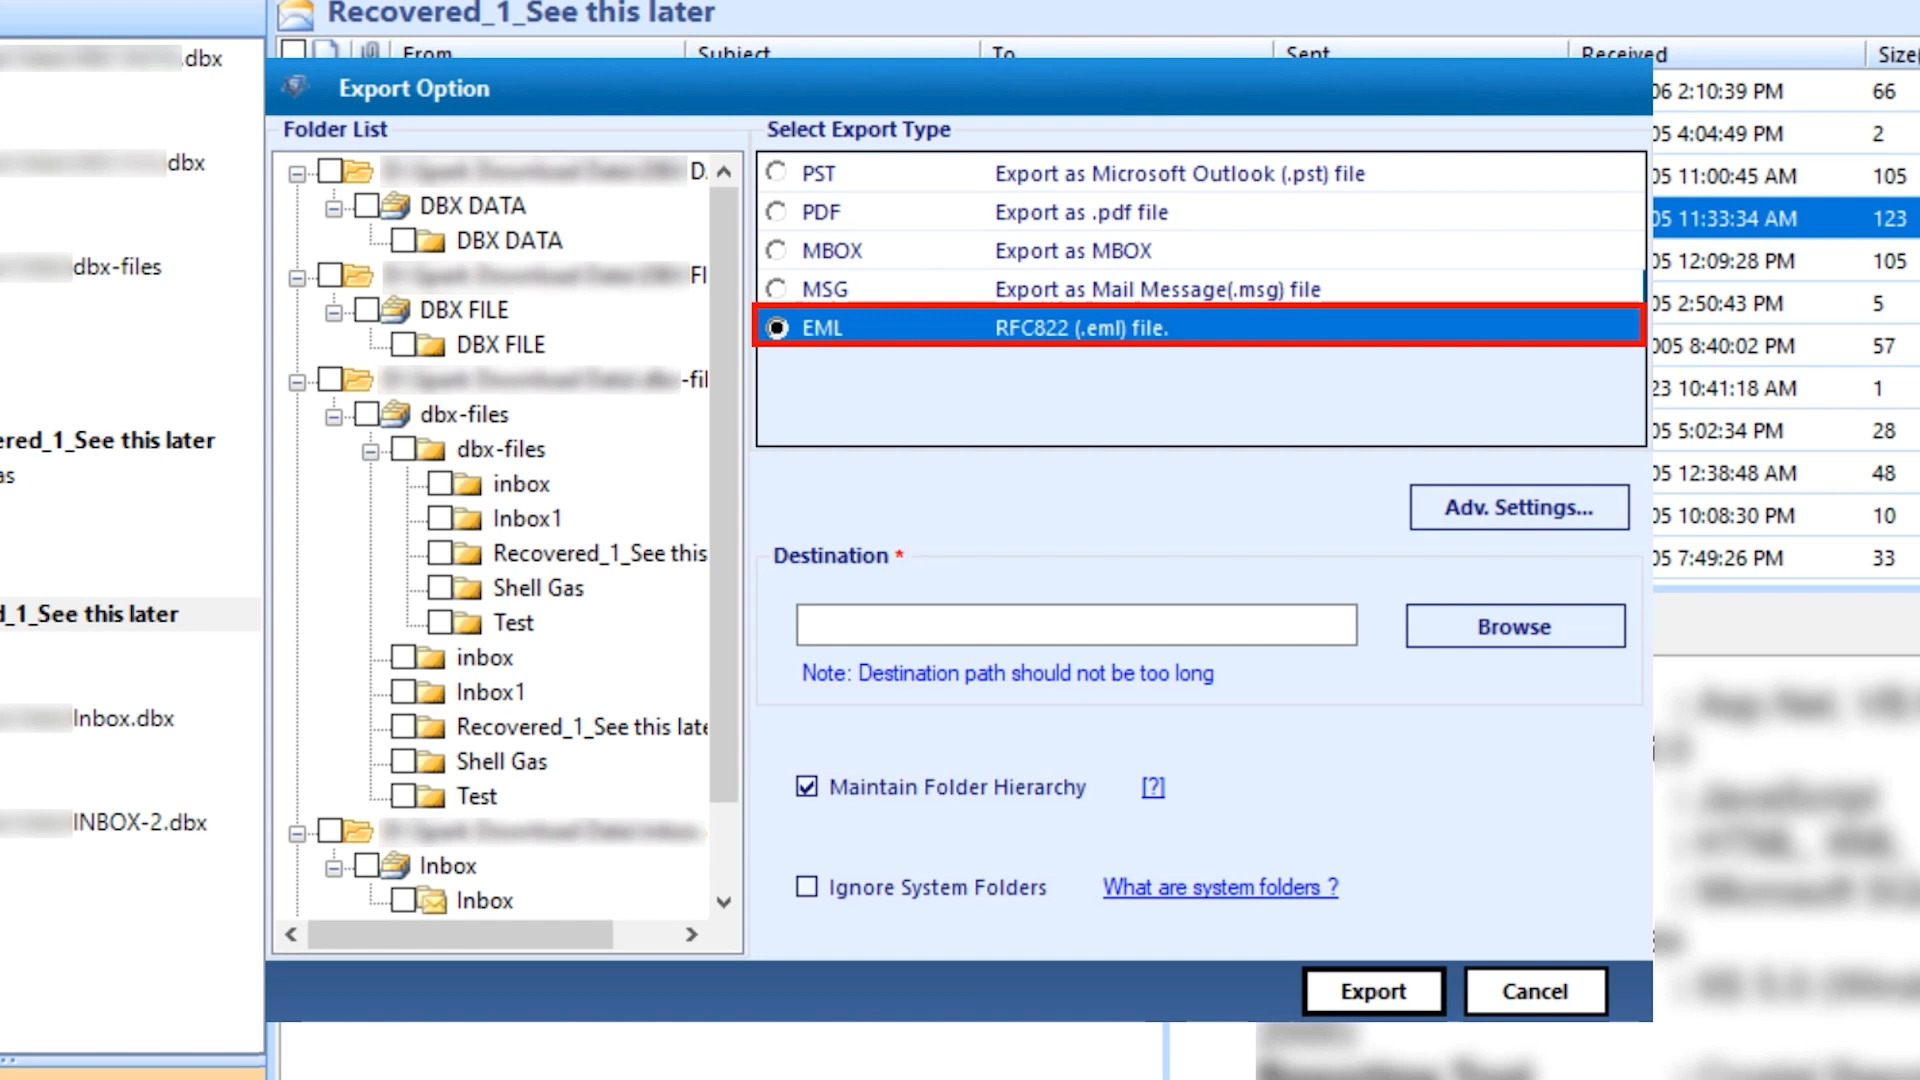 Recovered_1_See this later
From Subject To Sent Received Size(
.dbx
dbx
dbx-files
ered_1_See this later
as
d_1_See this later
Inbox.dbx
INBOX-2.dbx
Export Option
Folder List
D.
DBX DATA
DBX DATA
FI
DBX FILE
DBX FILE
-fil
dbx-files
dbx-files
inbox
Inbox1
Recovered_1_See this
Shell Gas
Test
inbox
Inbox1
Recovered_1_See this late
Shell Gas
Test
Inbox
Inbox
Select Export Type
PST Export as Microsoft Outlook (.pst) file
PDF Export as .pdf file
MBOX Export as MBOX
MSG Export as Mail Message(.msg) file
EML RFC822 (.eml) file.
Adv. Settings...
Destination *
Browse
Note: Destination path should not be too long
Maintain Folder Hierarchy [?]
Ignore System Folders What are system folders ?
Export Cancel
06 2:10:39 PM 66
05 4:04:49 PM 2
05 11:00:45 AM 105
05 11:33:34 AM 123
05 12:09:28 PM 105
05 2:50:43 PM 5
005 8:40:02 PM 57
23 10:41:18 AM 1
05 5:02:34 PM 28
05 12:38:48 AM 48
05 10:08:30 PM 10
05 7:49:26 PM 33